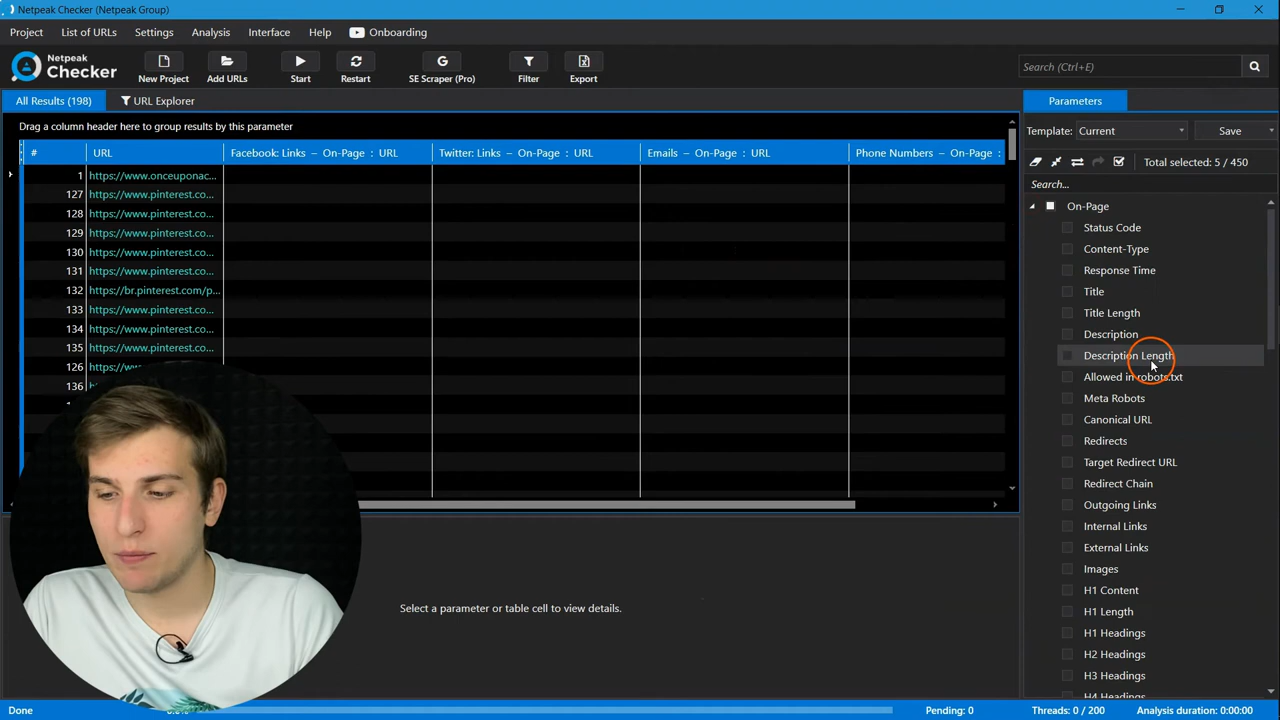 Netpeak Checker (Netpeak Group)
Project List of URLs Settings Analysis Interface Help Onboarding
Netpeak Checker
New Project Add URLs Start Restart SE Scraper (Pro) Filter Export
Search (Ctrl+E)
All Results (198) URL Explorer
Parameters
Drag a column header here to group results by this parameter
Template: Current Save
# URL Facebook: Links – On-Page : URL Twitter: Links – On-Page : URL Emails – On-Page : URL Phone Numbers – On-Page :
Total selected: 5 / 450
1 https://www.onceuponac...
127 https://www.pinterest.co...
128 https://www.pinterest.co...
129 https://www.pinterest.co...
130 https://www.pinterest.co...
131 https://www.pinterest.co...
132 https://br.pinterest.com/p...
133 https://www.pinterest.co...
134 https://www.pinterest.co...
135 https://www.pinterest.co...
126
136
Search...
On-Page
Status Code
Content-Type
Response Time
Title
Title Length
Description
Description Length
Allowed in robots.txt
Meta Robots
Canonical URL
Redirects
Target Redirect URL
Redirect Chain
Outgoing Links
Internal Links
External Links
Images
H1 Content
H1 Length
H1 Headings
H2 Headings
H3 Headings
H4 Headings
Select a parameter or table cell to view details.
Done Pending: 0 Threads: 0 / 200 Analysis duration: 0:00:00